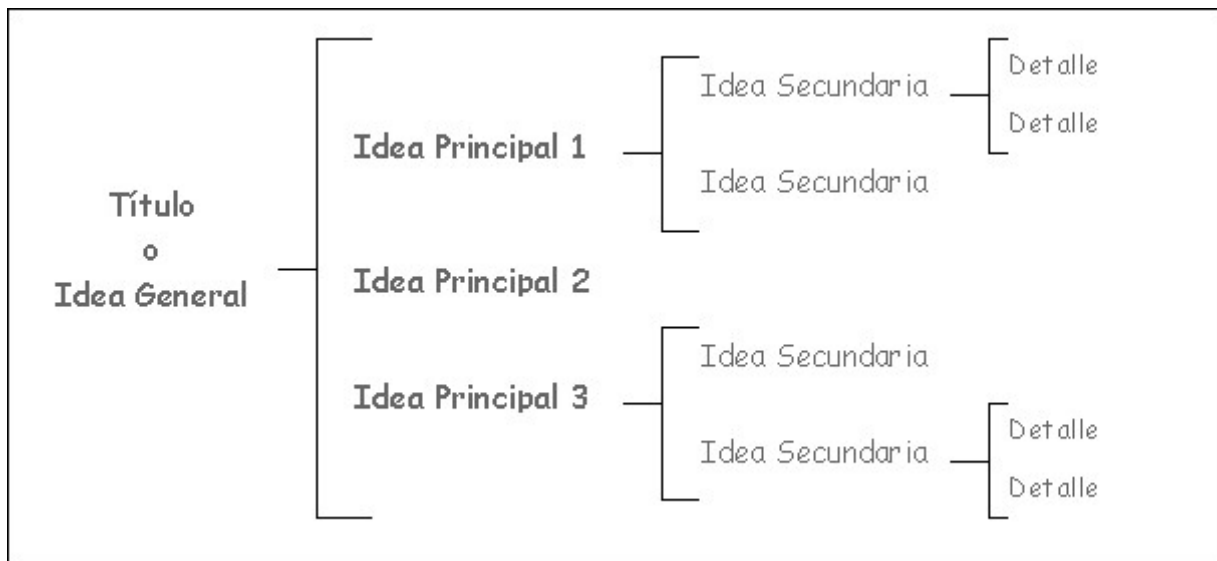 Título
o
Idea General
Idea Principal 1
Idea Secundaria
Detalle
Detalle
Idea Secundaria
Idea Principal 2
Idea Principal 3
Idea Secundaria
Idea Secundaria
Detalle
Detalle